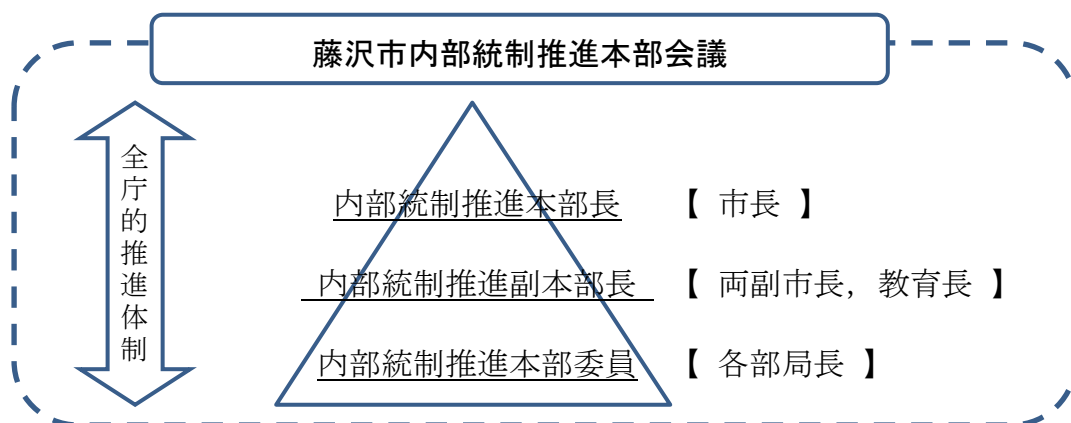 藤沢市内部統制推進本部会議
全庁的推進体制
内部統制推進本部長 【 市長 】
内部統制推進副本部長 【 両副市長，教育長 】
内部統制推進本部委員 【 各部局長 】